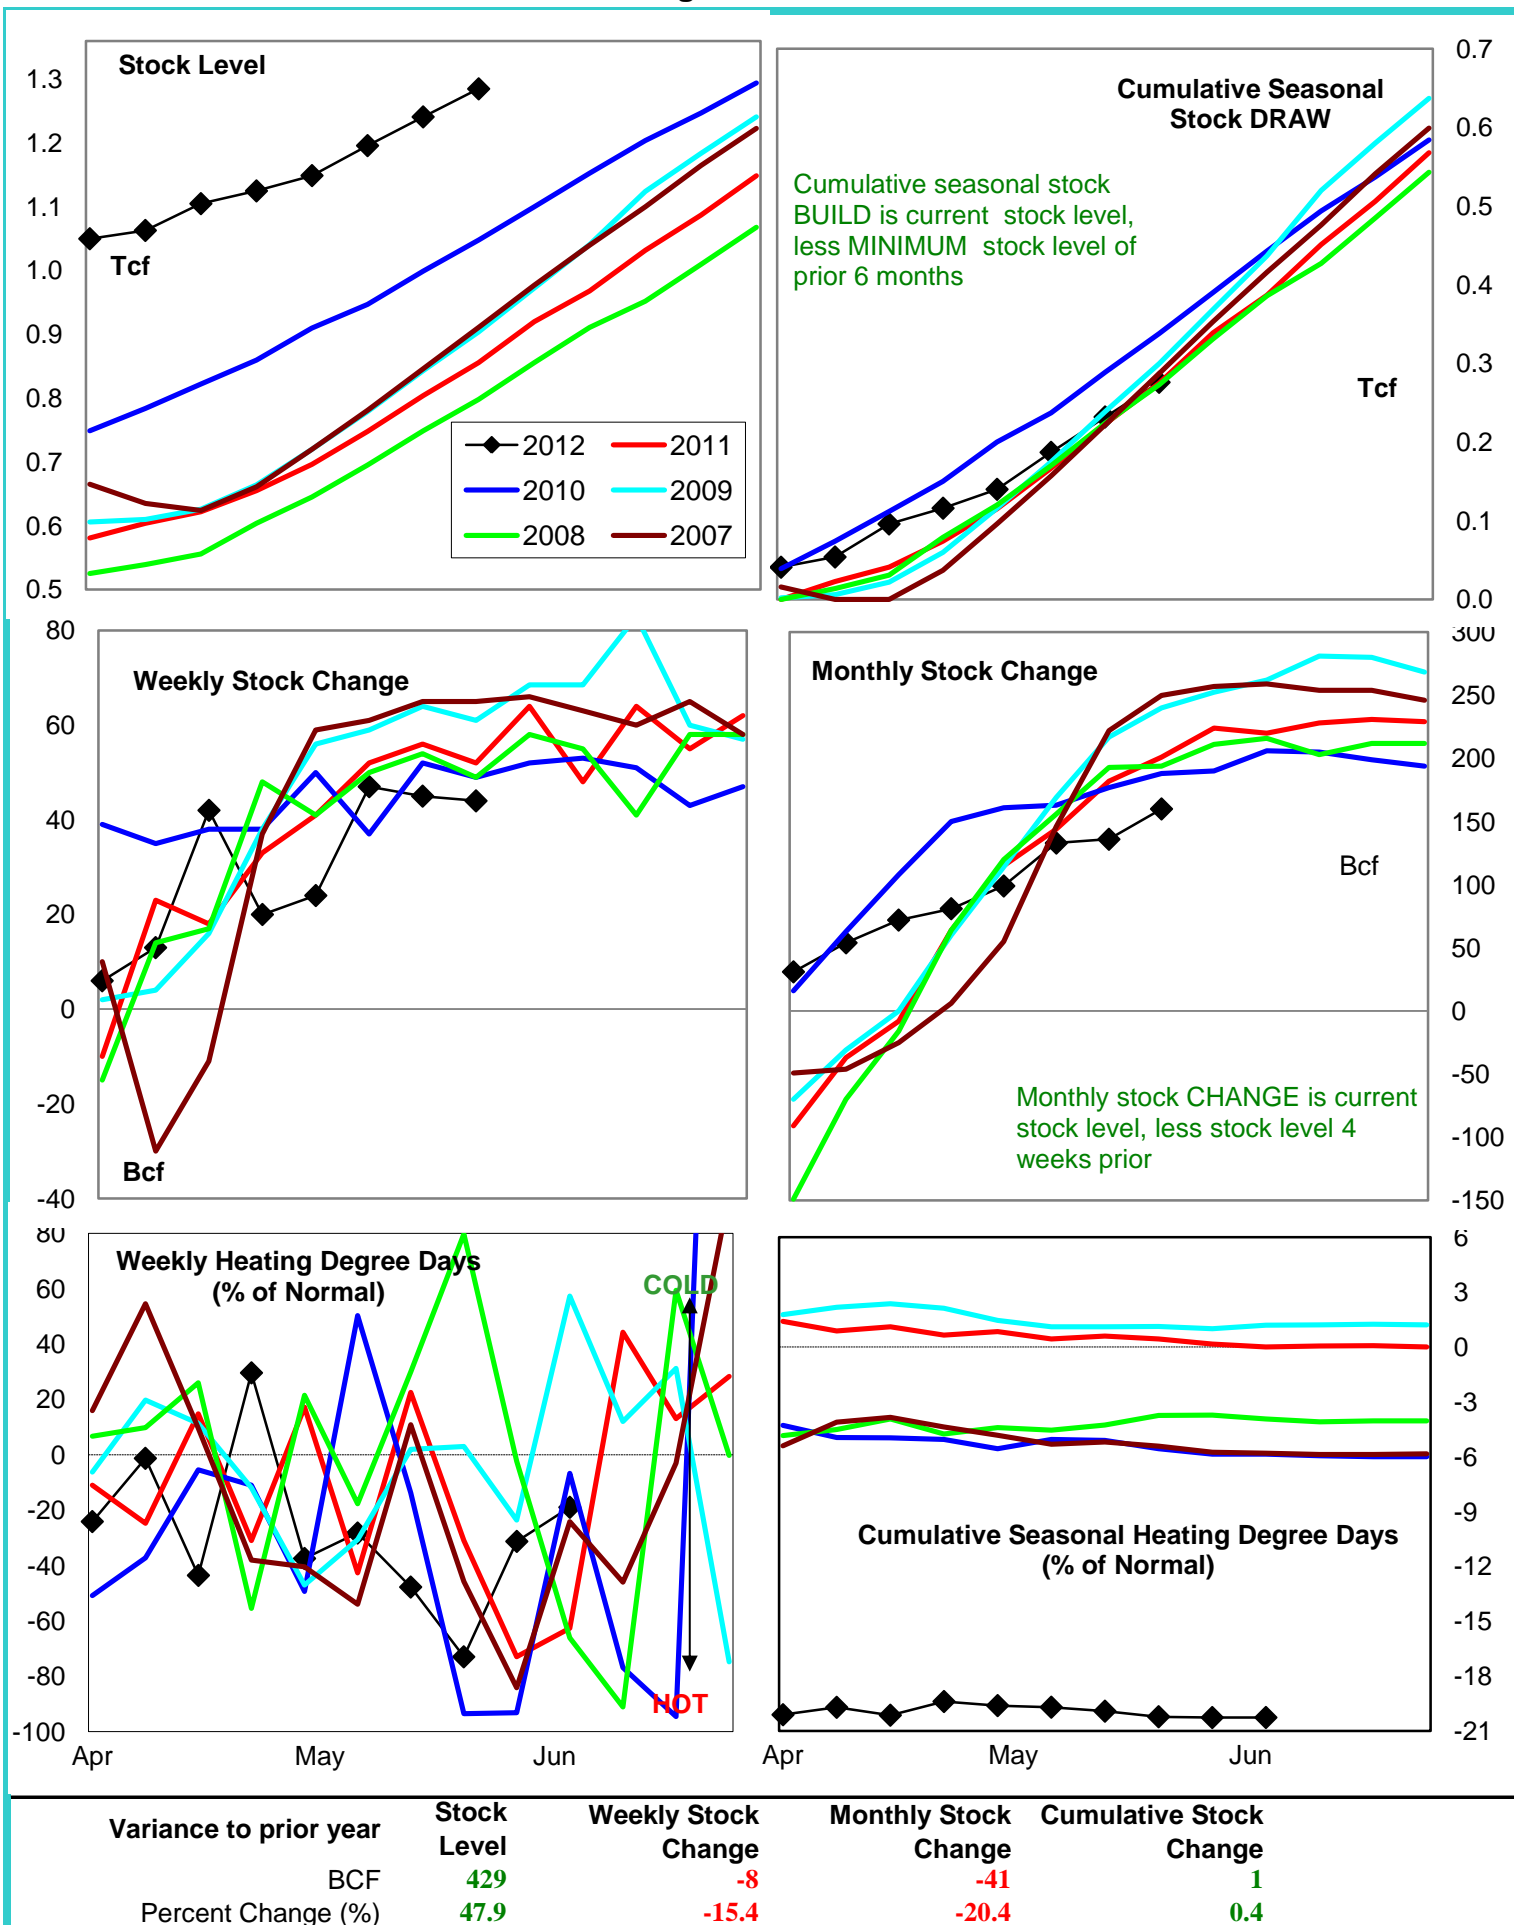 Stock Level
1.3
1.2
1.1
1.0
0.9
0.8
0.7
0.6
0.5
Tcf
2012
2011
2010
2009
2008
2007
Cumulative Seasonal
Stock DRAW
Cumulative seasonal stock
BUILD is current stock level,
less MINIMUM stock level of
prior 6 months
Tcf
0.7
0.6
0.5
0.4
0.3
0.2
0.1
0.0
Weekly Stock Change
80
60
40
20
0
-20
-40
Bcf
Monthly Stock Change
300
250
200
150
100
50
0
-50
-100
-150
Bcf
Monthly stock CHANGE is current
stock level, less stock level 4
weeks prior
Weekly Heating Degree Days
(% of Normal)
80
60
40
20
0
-20
-40
-60
-80
-100
COLD
HOT
Apr
May
Jun
6
3
0
-3
-6
-9
-12
-15
-18
-21
Cumulative Seasonal Heating Degree Days
(% of Normal)
Apr
May
Jun
Variance to prior year
Stock
Level
Weekly Stock
Change
Monthly Stock
Change
Cumulative Stock
Change
BCF 429 -8 -41 1
Percent Change (%) 47.9 -15.4 -20.4 0.4